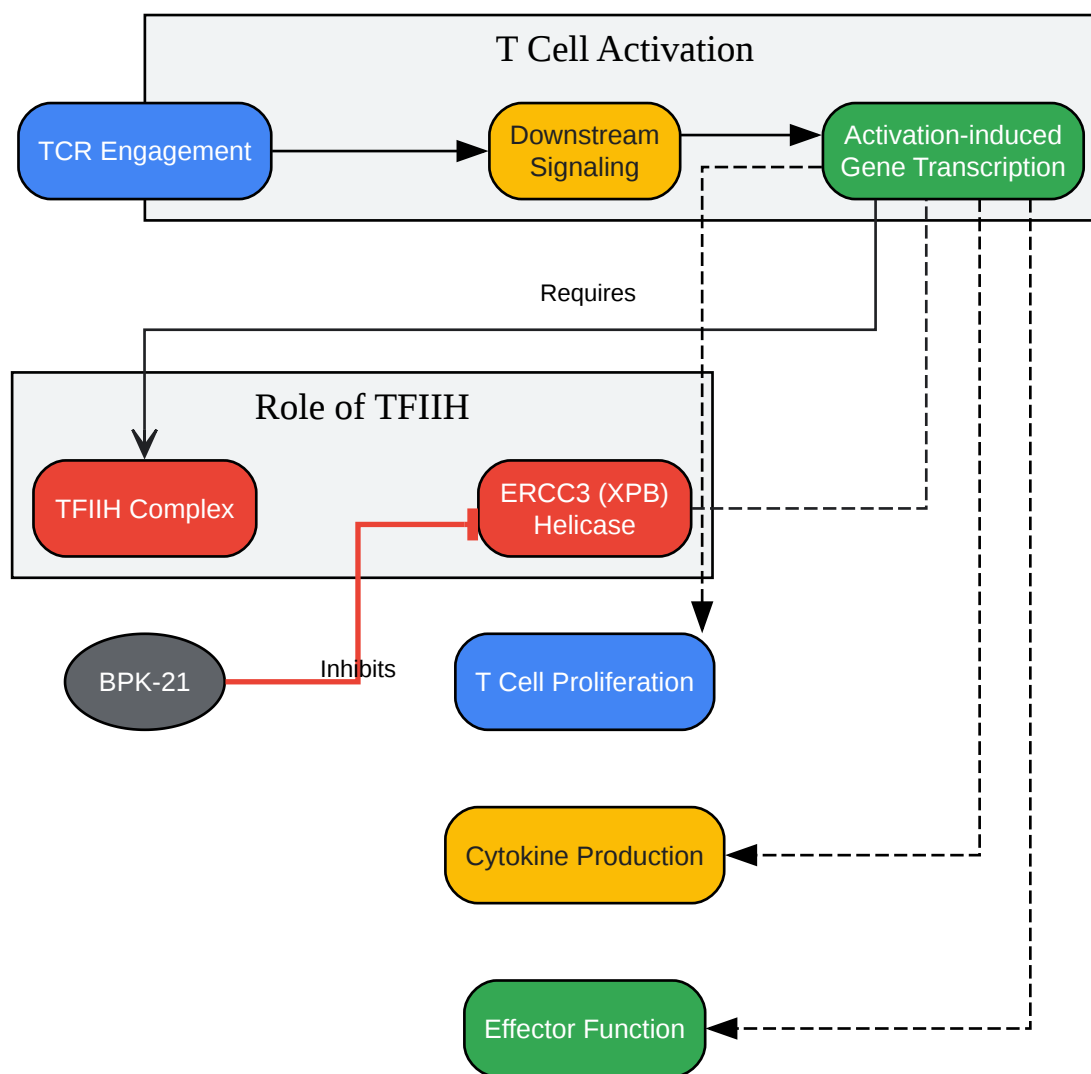 T Cell Activation
TCR Engagement
Downstream
Signaling
Activation-induced
Gene Transcription
Requires
Role of TFIIH
TFIIH Complex
ERCC3 (XPB)
Helicase
BPK-21
Inhibits
T Cell Proliferation
Cytokine Production
Effector Function